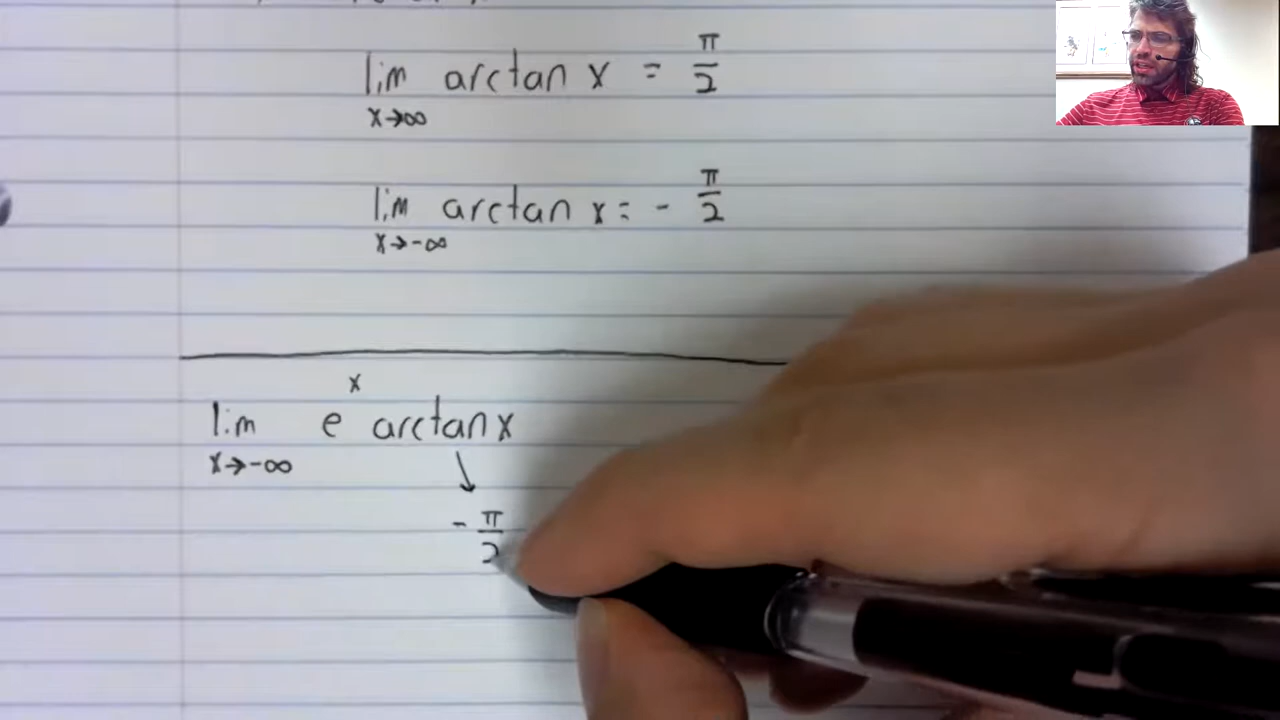 lim arctan x = π/2
x→∞
lim arctan x = - π/2
x→-∞
lim e^x arctan x
x→-∞
- π/2